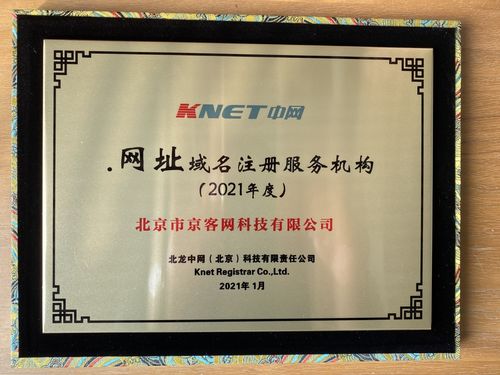 KNET中网
.网址域名注册服务机构
(2021年度)
北京市京客网科技有限公司
北龙中网（北京）科技有限责任公司
Knet Registrar Co.,Ltd.
2021年1月